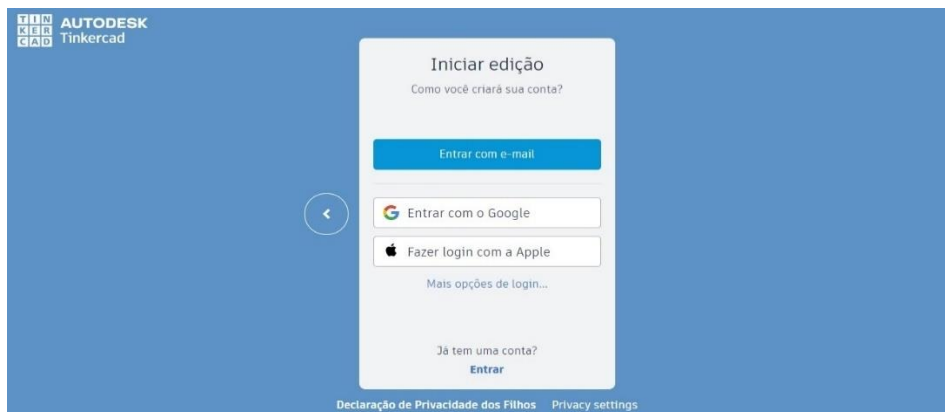 TIN
KER
CAD
AUTODESK
Tinkercad
Iniciar edição
Como você criará sua conta?
Entrar com e-mail
Entrar com o Google
Fazer login com a Apple
Mais opções de login...
Já tem uma conta?
Entrar
Declaração de Privacidade dos Filhos Privacy settings